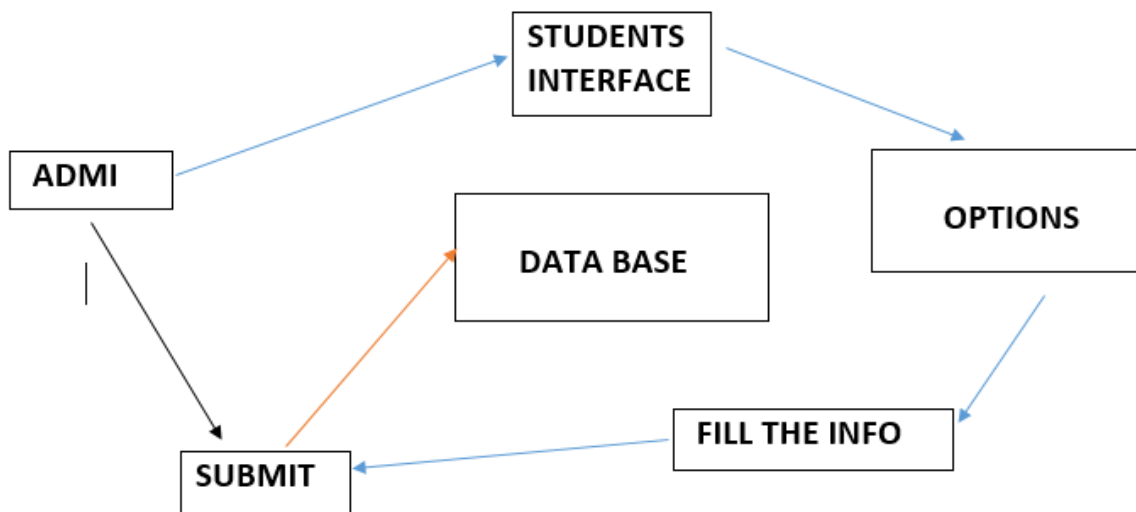 STUDENTS
INTERFACE
ADMI
OPTIONS
DATA BASE
FILL THE INFO
SUBMIT